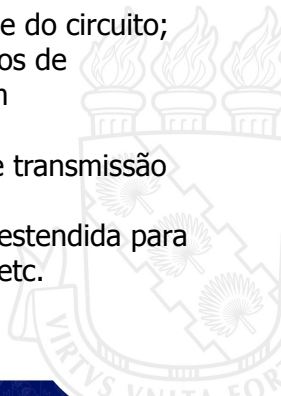 e do circuito;
os de
e transmissão
estendida para
etc.
VIRTVS VNITA FOR